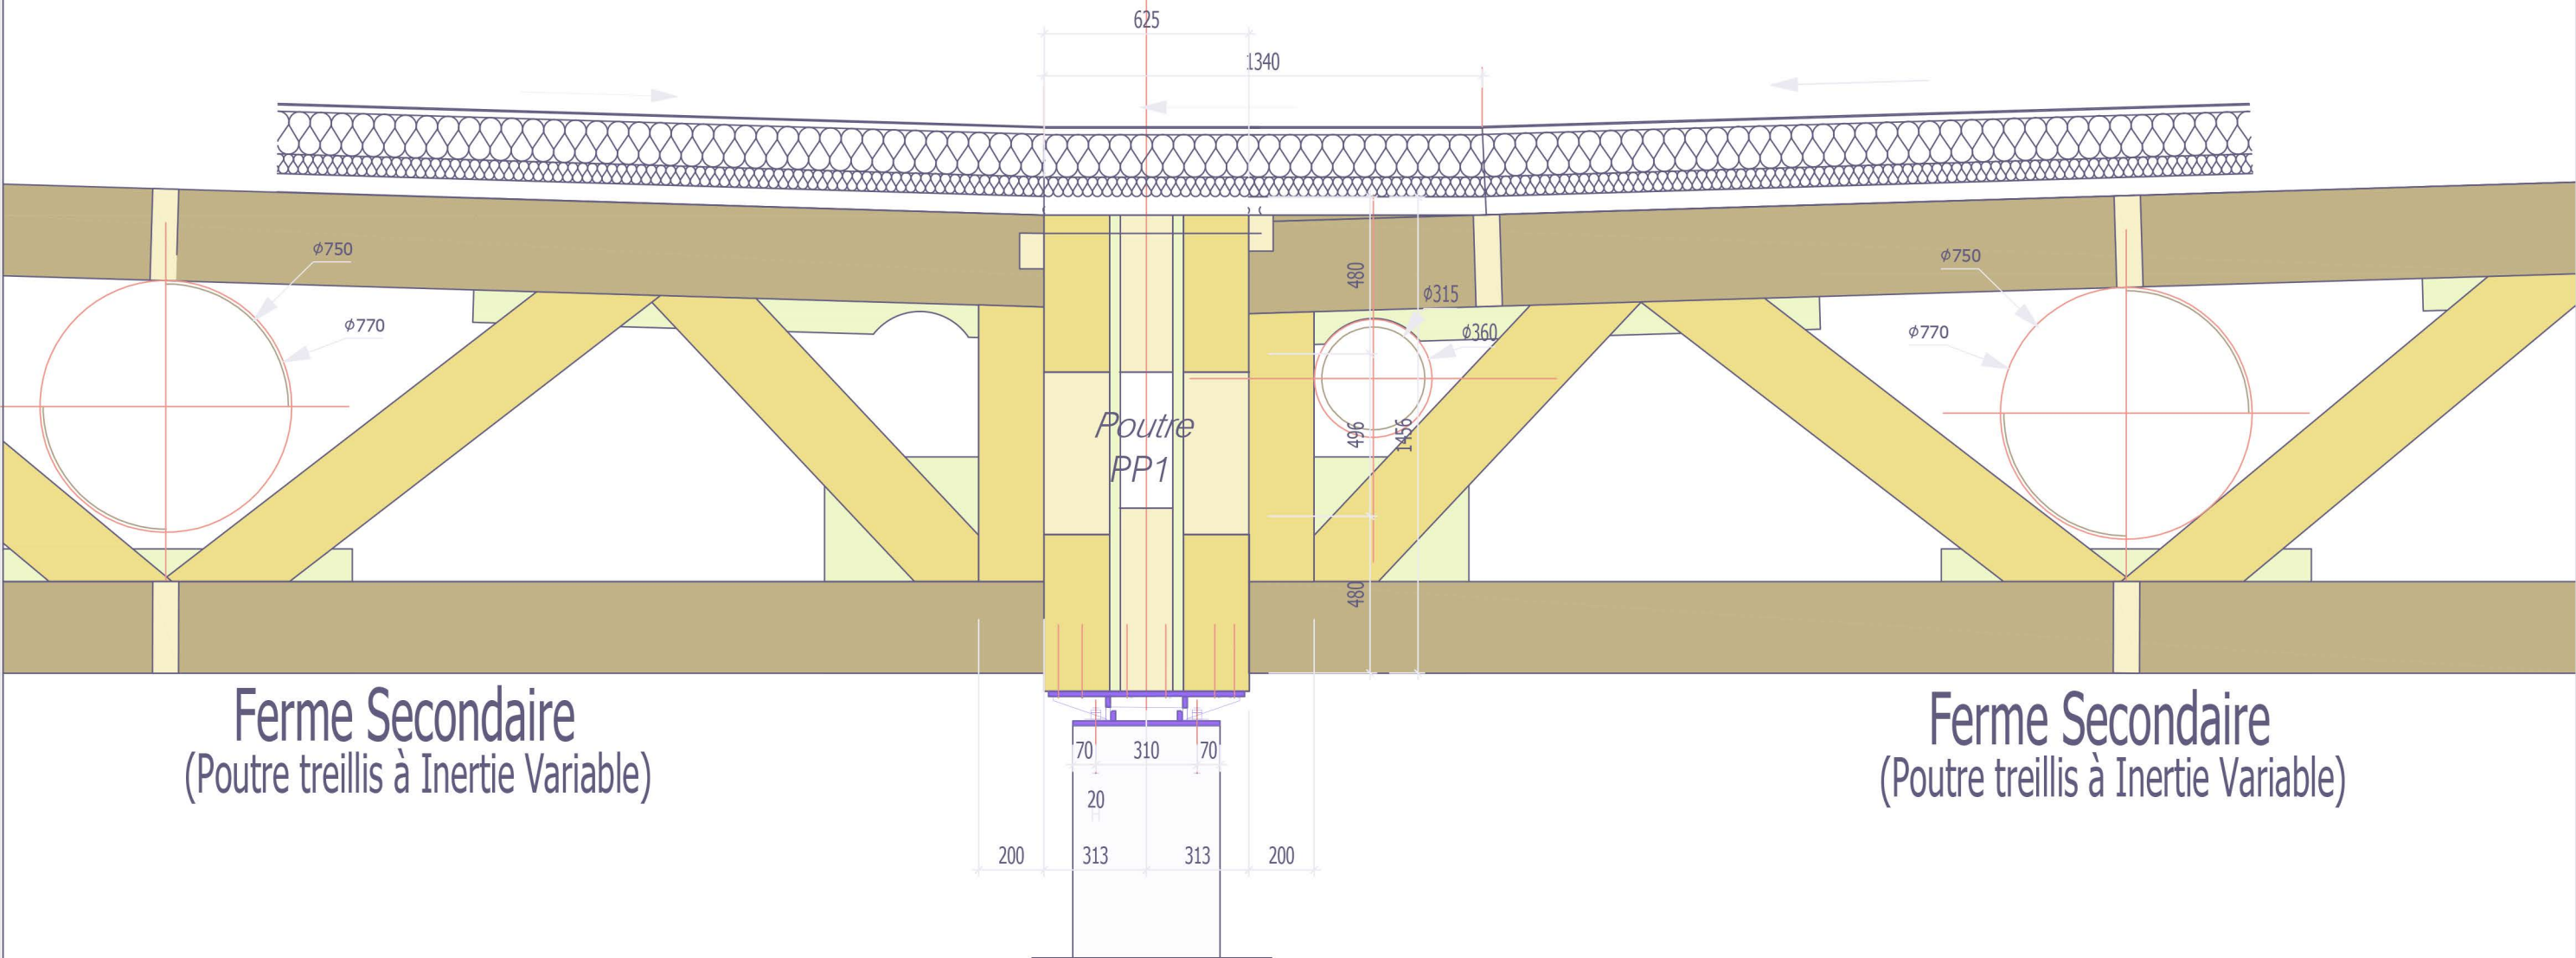 625
1340
ϕ750
ϕ770
480
ϕ315
ϕ360
ϕ750
ϕ770
Poutre
PP1
496
1456
480
Ferme Secondaire
(Poutre treillis à Inertie Variable)
70
310
70
20
200
313
313
200
Ferme Secondaire
(Poutre treillis à Inertie Variable)